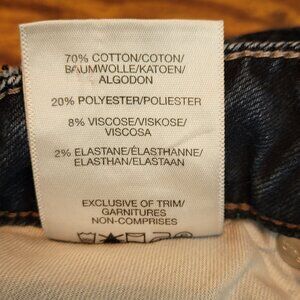 70% COTTON/COTON/
BAUMWOLLE/KATOEN/
ALGODON
20% POLYESTER/POLIESTER
8% VISCOSE/VISKOSE/
VISCOSA
2% ELASTANE/ÉLASTHANNE/
ELASTHAN/ELASTAAN
EXCLUSIVE OF TRIM/
GARNITURES
NON-COMPRISES